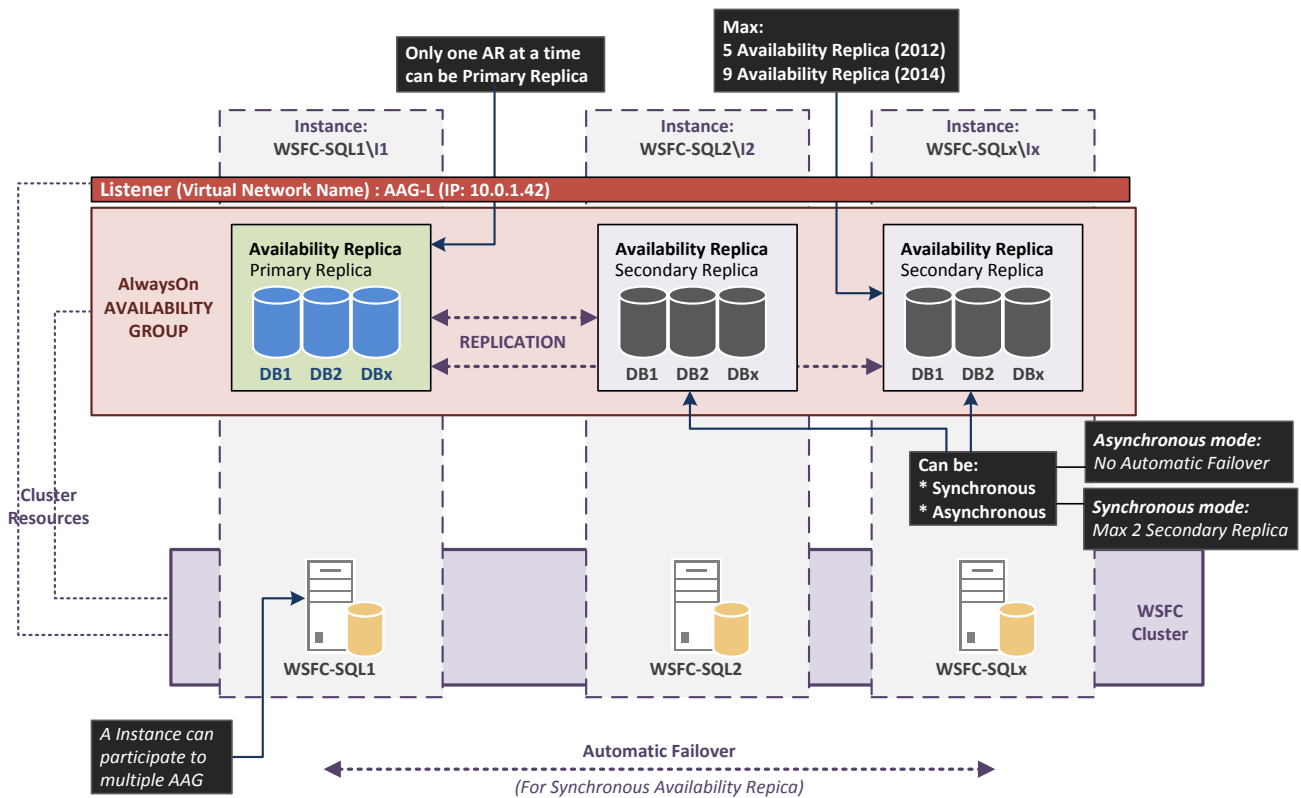 Only one AR at a time
can be Primary Replica
Max:
5 Availability Replica (2012)
9 Availability Replica (2014)
Instance:
WSFC-SQL1\I1
Instance:
WSFC-SQL2\I2
Instance:
WSFC-SQLx\Ix
Listener (Virtual Network Name) : AAG-L (IP: 10.0.1.42)
AlwaysOn
AVAILABILITY
GROUP
Availability Replica
Primary Replica
DB1 DB2 DBx
REPLICATION
Availability Replica
Secondary Replica
DB1 DB2 DBx
Availability Replica
Secondary Replica
DB1 DB2 DBx
Can be:
* Synchronous
* Asynchronous
Asynchronous mode:
No Automatic Failover
Synchronous mode:
Max 2 Secondary Replica
Cluster
Resources
WSFC-SQL1
WSFC-SQL2
WSFC-SQLx
WSFC
Cluster
A Instance can
participate to
multiple AAG
Automatic Failover
(For Synchronous Availability Repica)